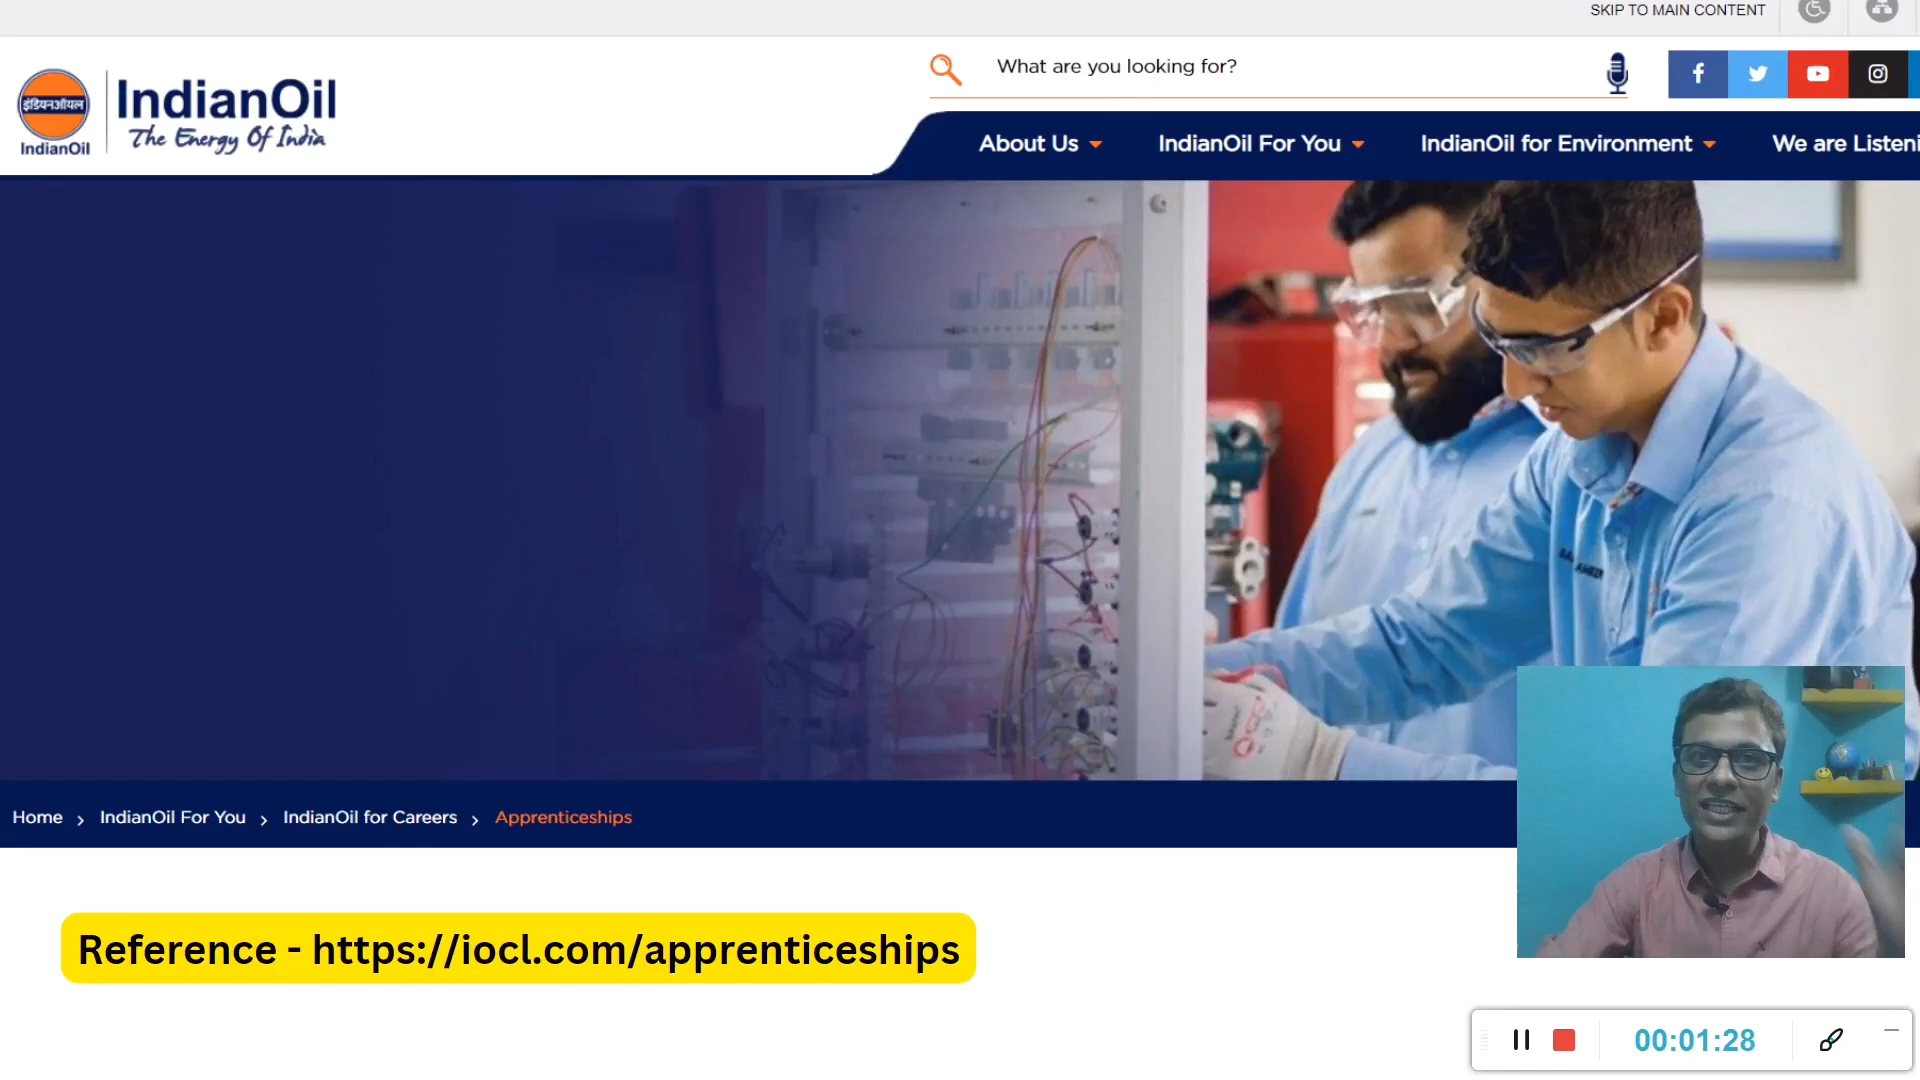 SKIP TO MAIN CONTENT
What are you looking for?
इंडियनऑयल
IndianOil
IndianOil
The Energy Of India
About Us
IndianOil For You
IndianOil for Environment
We are Listeni
Home > IndianOil For You > IndianOil for Careers > Apprenticeships
Reference - https://iocl.com/apprenticeships
00:01:28